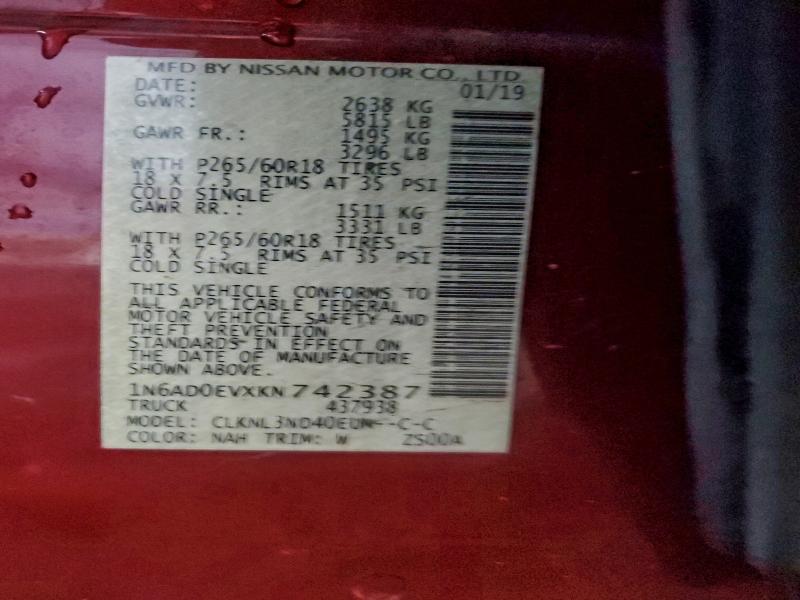 MFD BY NISSAN MOTOR CO., LTD
DATE: 01/19
GVWR: 2638 KG
5815 LB
GAWR FR.: 1495 KG
3296 LB
WITH P265/60R18 TIRES
18 X 7.5 RIMS AT 35 PSI
COLD SINGLE
GAWR RR.: 1511 KG
3331 LB
WITH P265/60R18 TIRES
18 X 7.5 RIMS AT 35 PSI
COLD SINGLE
THIS VEHICLE CONFORMS TO
ALL APPLICABLE FEDERAL
MOTOR VEHICLE SAFETY AND
THEFT PREVENTION
STANDARDS IN EFFECT ON
THE DATE OF MANUFACTURE
SHOWN ABOVE.
1N6AD0EVXKN742387
TRUCK 437938
MODEL: 
COLOR: NAH TRIM: W ZS00A